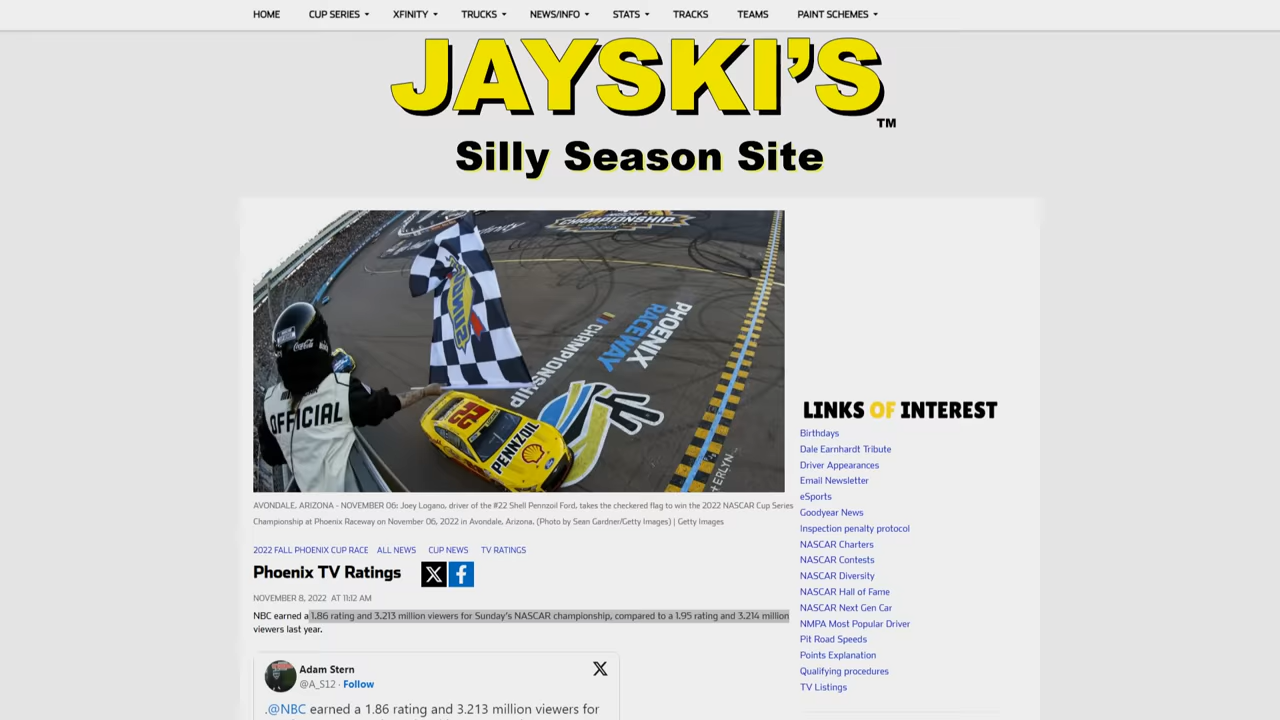 HOME CUP SERIES XFINITY TRUCKS NEWS/INFO STATS TRACKS TEAMS PAINT SCHEMES
JAYSKI'S
TM
Silly Season Site
CHAMPIONSHIP
CHAMPIONSHIP
PHOENIX
RACEWAY
Coca-Cola
OFFICIAL
22
PENNZOIL
AVONDALE, ARIZONA - NOVEMBER 06: Joey Logano, driver of the #22 Shell Pennzoil Ford, takes the checkered flag to win the 2022 NASCAR Cup Series
Championship at Phoenix Raceway on November 06, 2022 in Avondale, Arizona. (Photo by Sean Gardner/Getty Images) | Getty Images
2022 FALL PHOENIX CUP RACE ALL NEWS CUP NEWS TV RATINGS
Phoenix TV Ratings
NOVEMBER 8, 2022 AT 11:12 AM
NBC earned a 1.86 rating and 3.213 million viewers for Sunday's NASCAR championship, compared to a 1.95 rating and 3.214 million
viewers last year.
Adam Stern
@A_S12 · Follow
.@NBC earned a 1.86 rating and 3.213 million viewers for
LINKS OF INTEREST
Birthdays
Dale Earnhardt Tribute
Driver Appearances
Email Newsletter
eSports
Goodyear News
Inspection penalty protocol
NASCAR Charters
NASCAR Contests
NASCAR Diversity
NASCAR Hall of Fame
NASCAR Next Gen Car
NMPA Most Popular Driver
Pit Road Speeds
Points Explanation
Qualifying procedures
TV Listings